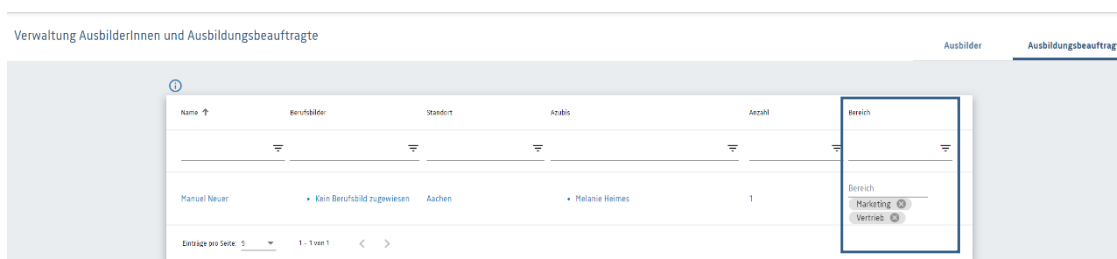 Verwaltung AusbilderInnen und Ausbildungsbeauftragte
Ausbilder Ausbildungsbeauftrag
Name Berufsbilder Standort Azubis Anzahl Bereich
Bereich
Manuel Neuer • Kein Berufsbild zugewiesen Aachen • Melanie Heimes 1
Marketing
Vertrieb
Einträge pro Seite: 5 1 – 1 von 1